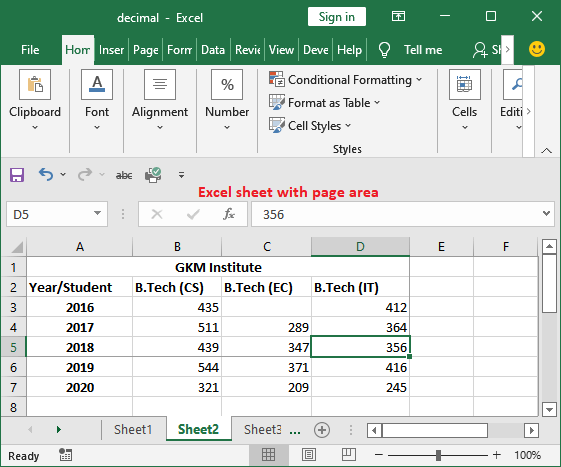 decimal - Excel
Sign in
File Hom Inser Page Form Data Revie View Deve Help Tell me Sh
Clipboard Font Alignment Number Conditional Formatting Format as Table Cell Styles Cells Editi
Styles
abc
Excel sheet with page area
D5 fx 356
A B C D E F
1 GKM Institute
2 Year/Student B.Tech (CS) B.Tech (EC) B.Tech (IT)
3 2016 435 412
4 2017 511 289 364
5 2018 439 347 356
6 2019 544 371 416
7 2020 321 209 245
8
Sheet1 Sheet2 Sheet3 ...
Ready 100%